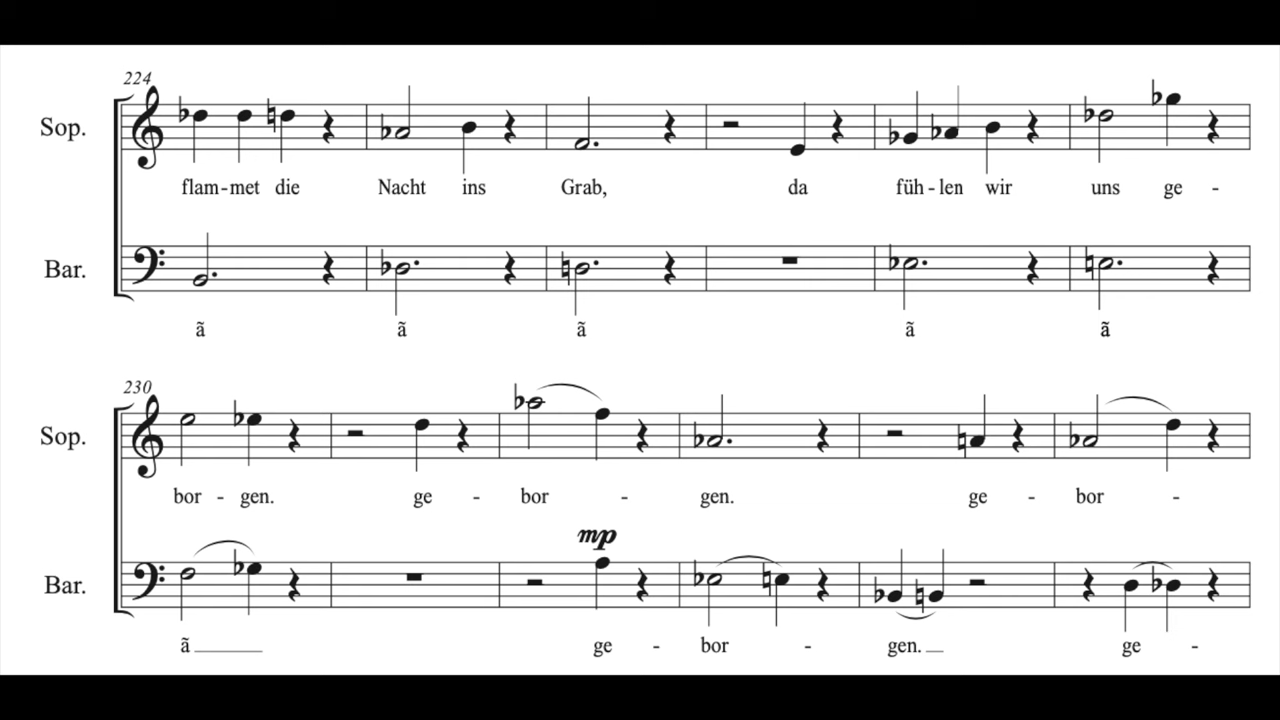 224
Sop.
flam-met die Nacht ins Grab, da füh-len wir uns ge -
Bar.
ã ã ã ã ã
230
Sop.
bor - gen. ge - bor - gen. ge - bor -
mp
Bar.
ã ge - bor - gen. ge -